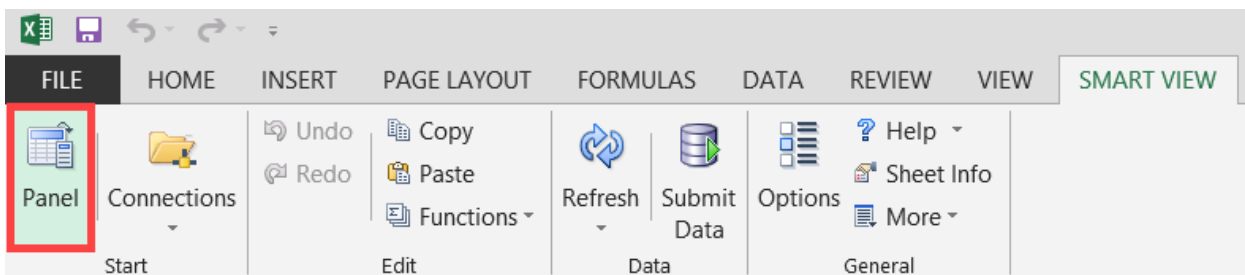 FILE HOME INSERT PAGE LAYOUT FORMULAS DATA REVIEW VIEW SMART VIEW
Undo Copy ? Help
Redo Paste Sheet Info
Panel Connections Refresh Submit Options
Functions Data More
Start Edit Data General